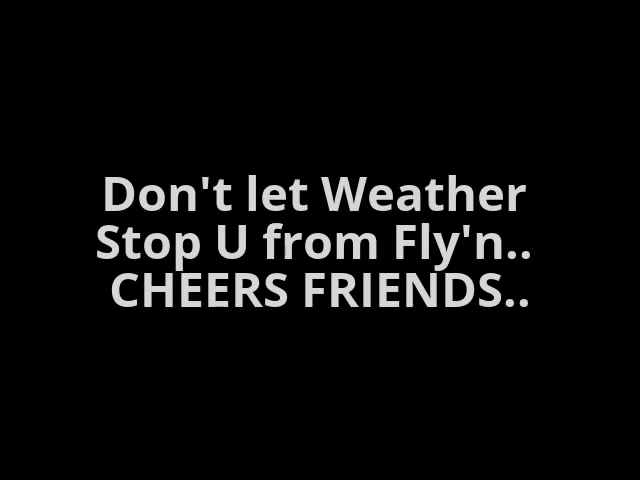 Don't let Weather
Stop U from Fly'n..
CHEERS FRIENDS..